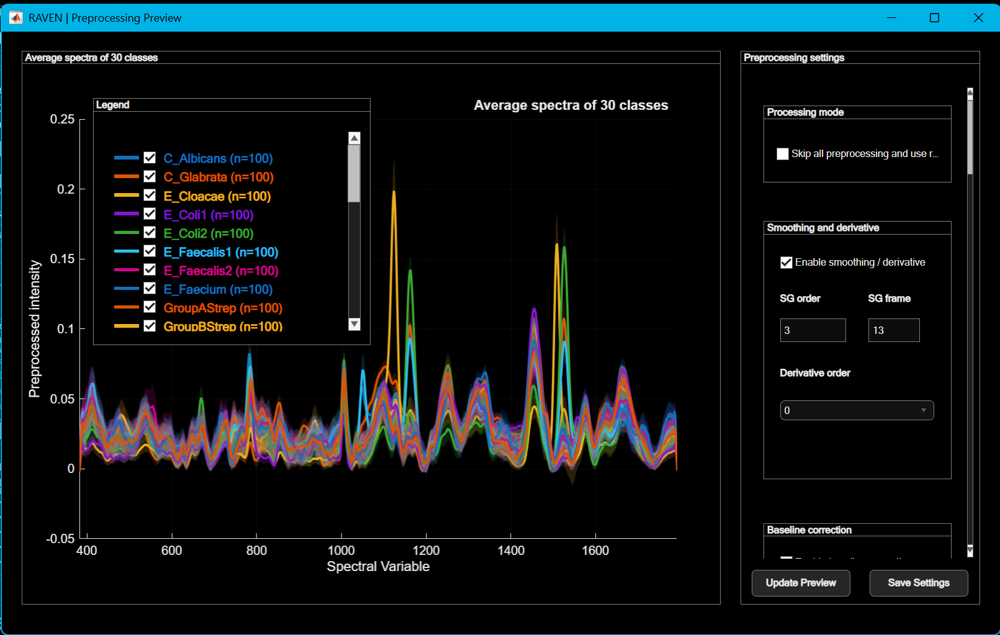 RAVEN | Preprocessing Preview
Average spectra of 30 classes
Legend
C_Albicans (n=100)
C_Glabrata (n=100)
E_Cloacae (n=100)
E_Coli1 (n=100)
E_Coli2 (n=100)
E_Faecalis1 (n=100)
E_Faecalis2 (n=100)
E_Faecium (n=100)
GroupAStrep (n=100)
GroupBStrep (n=100)
Average spectra of 30 classes
Preprocessed intensity
0.25
0.2
0.15
0.1
0.05
0
-0.05
400 600 800 1000 1200 1400 1600
Spectral Variable
Preprocessing settings
Processing mode
Skip all preprocessing and use r...
Smoothing and derivative
Enable smoothing / derivative
SG order SG frame
3 13
Derivative order
0
Baseline correction
Update Preview Save Settings